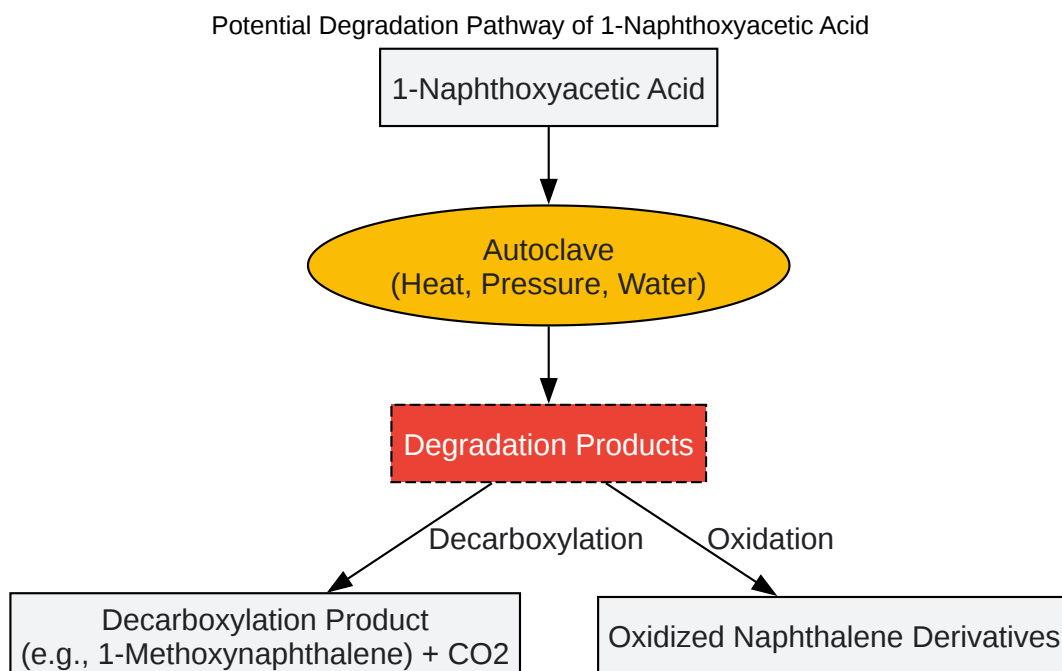 Potential Degradation Pathway of 1-Naphthoxyacetic Acid
1-Naphthoxyacetic Acid
Autoclave
(Heat, Pressure, Water)
Degradation Products
Decarboxylation
Oxidation
Decarboxylation Product
(e.g., 1-Methoxynaphthalene) + CO2
Oxidized Naphthalene Derivatives